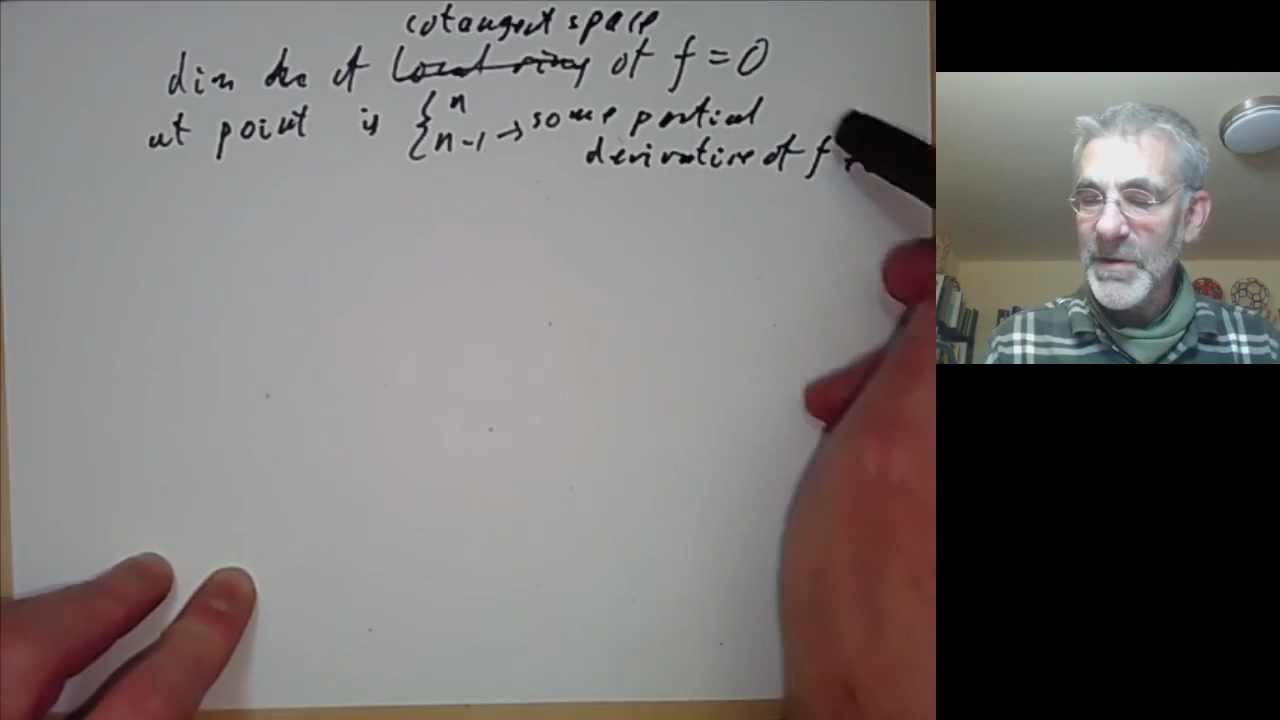 cotangent space
dim of local ring of f = 0
at point is { n
n-1 → some partial
derivative of f